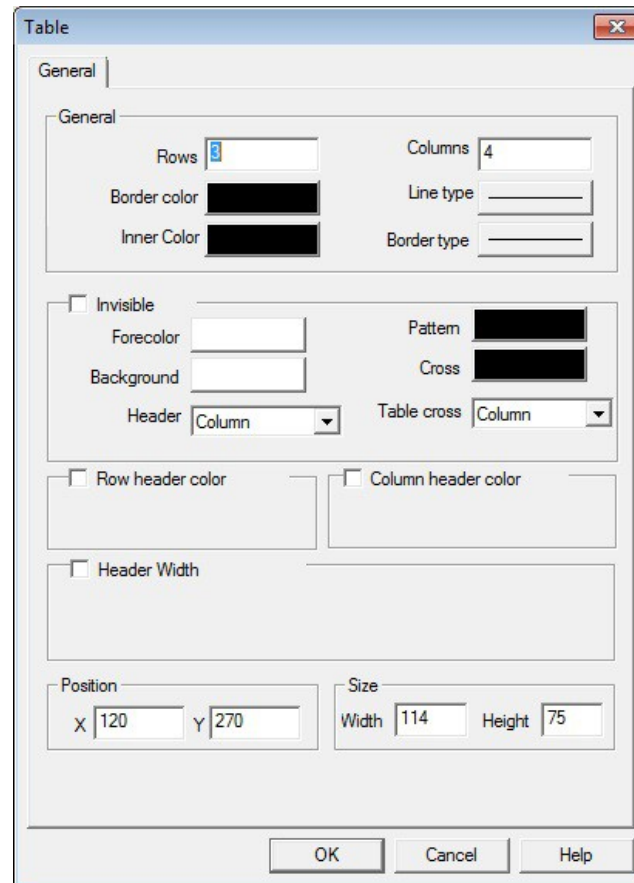 Table
General
General
Rows 3 Columns 4
Border color Line type
Inner Color Border type
Invisible
Forecolor Pattern
Background Cross
Header Column Table cross Column
Row header color Column header color
Header Width
Position Size
X 120 Y 270 Width 114 Height 75
OK Cancel Help